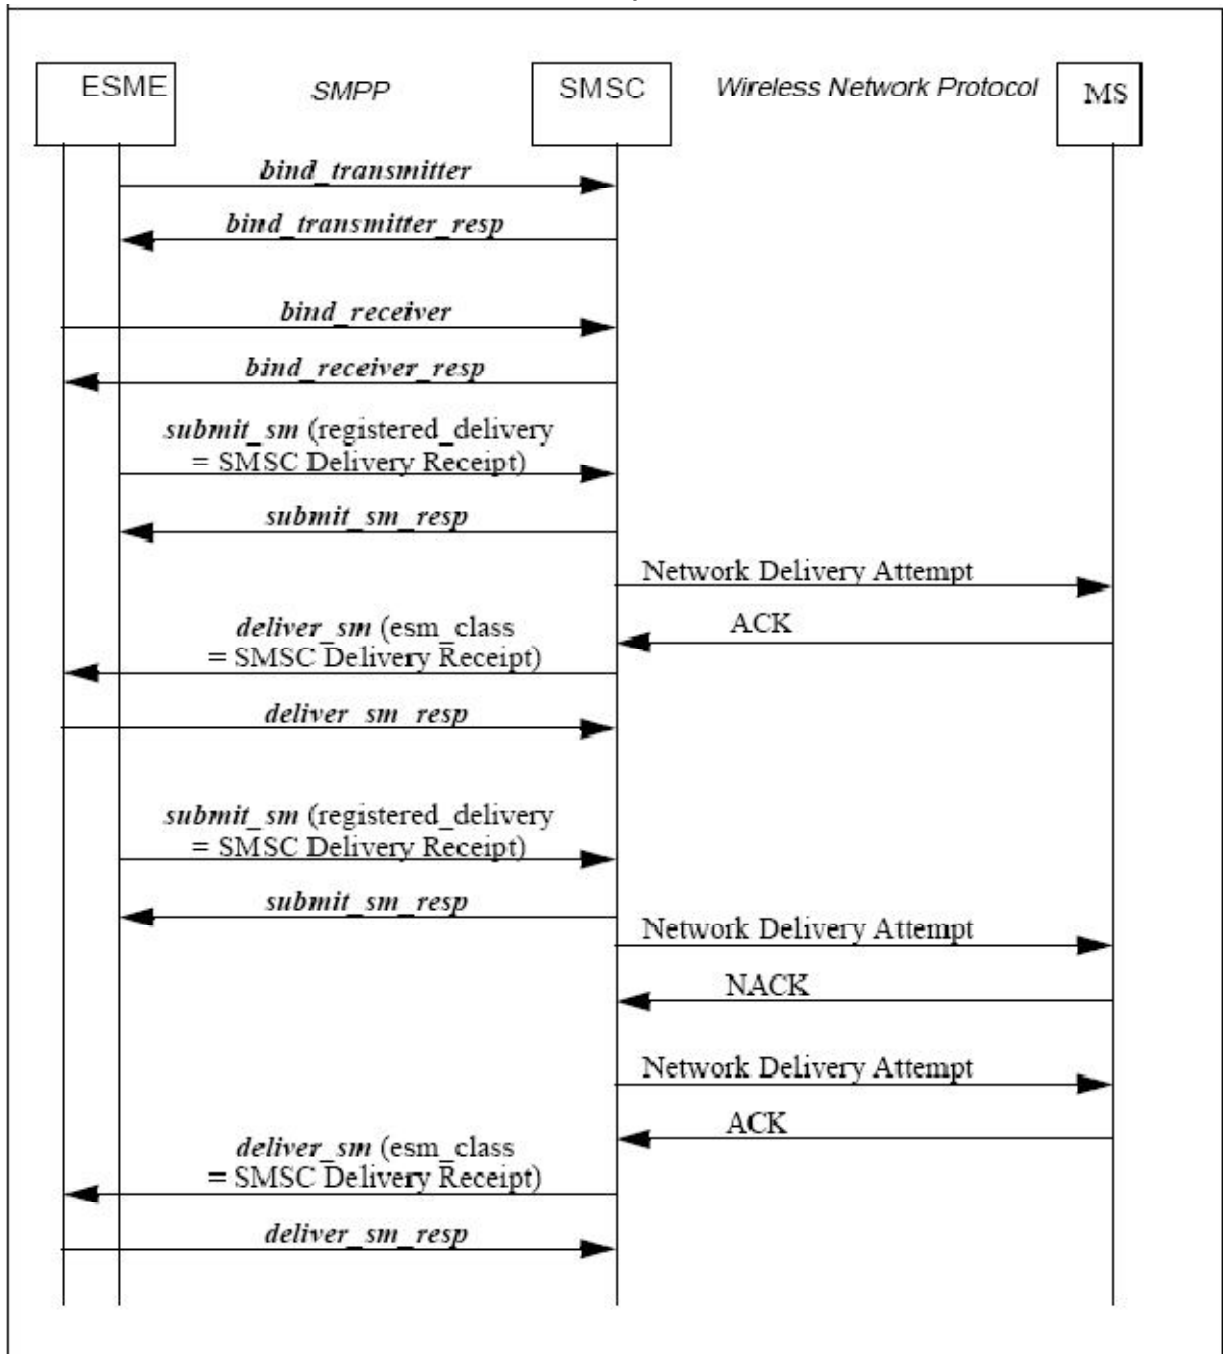 ESME
SMPP
SMSC
Wireless Network Protocol
MS
bind_transmitter
bind_transmitter_resp
bind_receiver
bind_receiver_resp
submit_sm (registered_delivery
= SMSC Delivery Receipt)
submit_sm_resp
Network Delivery Attempt
ACK
deliver_sm (esm_class
= SMSC Delivery Receipt)
deliver_sm_resp
submit_sm (registered_delivery
= SMSC Delivery Receipt)
submit_sm_resp
Network Delivery Attempt
NACK
Network Delivery Attempt
ACK
deliver_sm (esm_class
= SMSC Delivery Receipt)
deliver_sm_resp